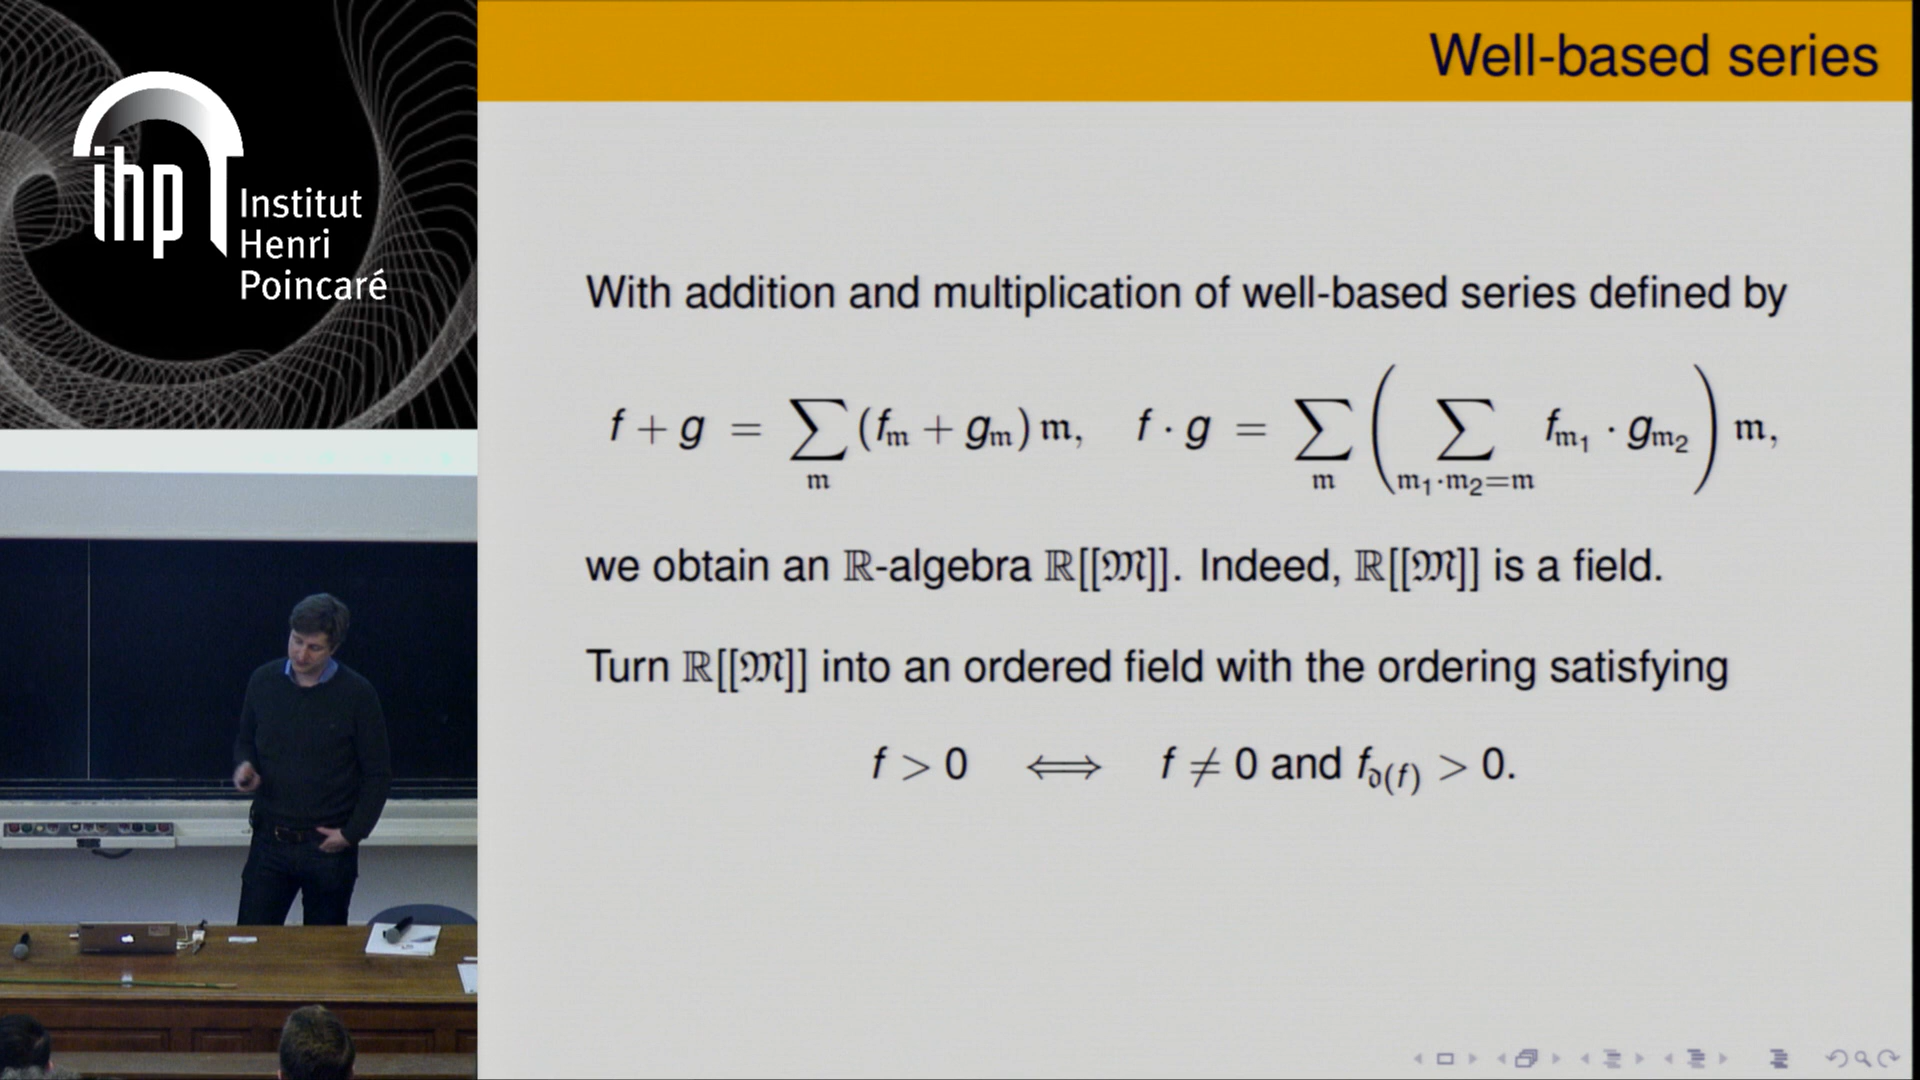 ihp
Institut
Henri
Poincaré
Well-based series
With addition and multiplication of well-based series defined by
f + g = ∑_𝔪 (f_𝔪 + g_𝔪) 𝔪, f · g = ∑_𝔪 ( ∑_{𝔪₁·𝔪₂=𝔪} f_{𝔪₁} · g_{𝔪₂} ) 𝔪,
we obtain an ℝ-algebra ℝ[[𝔐]]. Indeed, ℝ[[𝔐]] is a field.
Turn ℝ[[𝔐]] into an ordered field with the ordering satisfying
f > 0 ⟺ f ≠ 0 and f_{𝔡(f)} > 0.